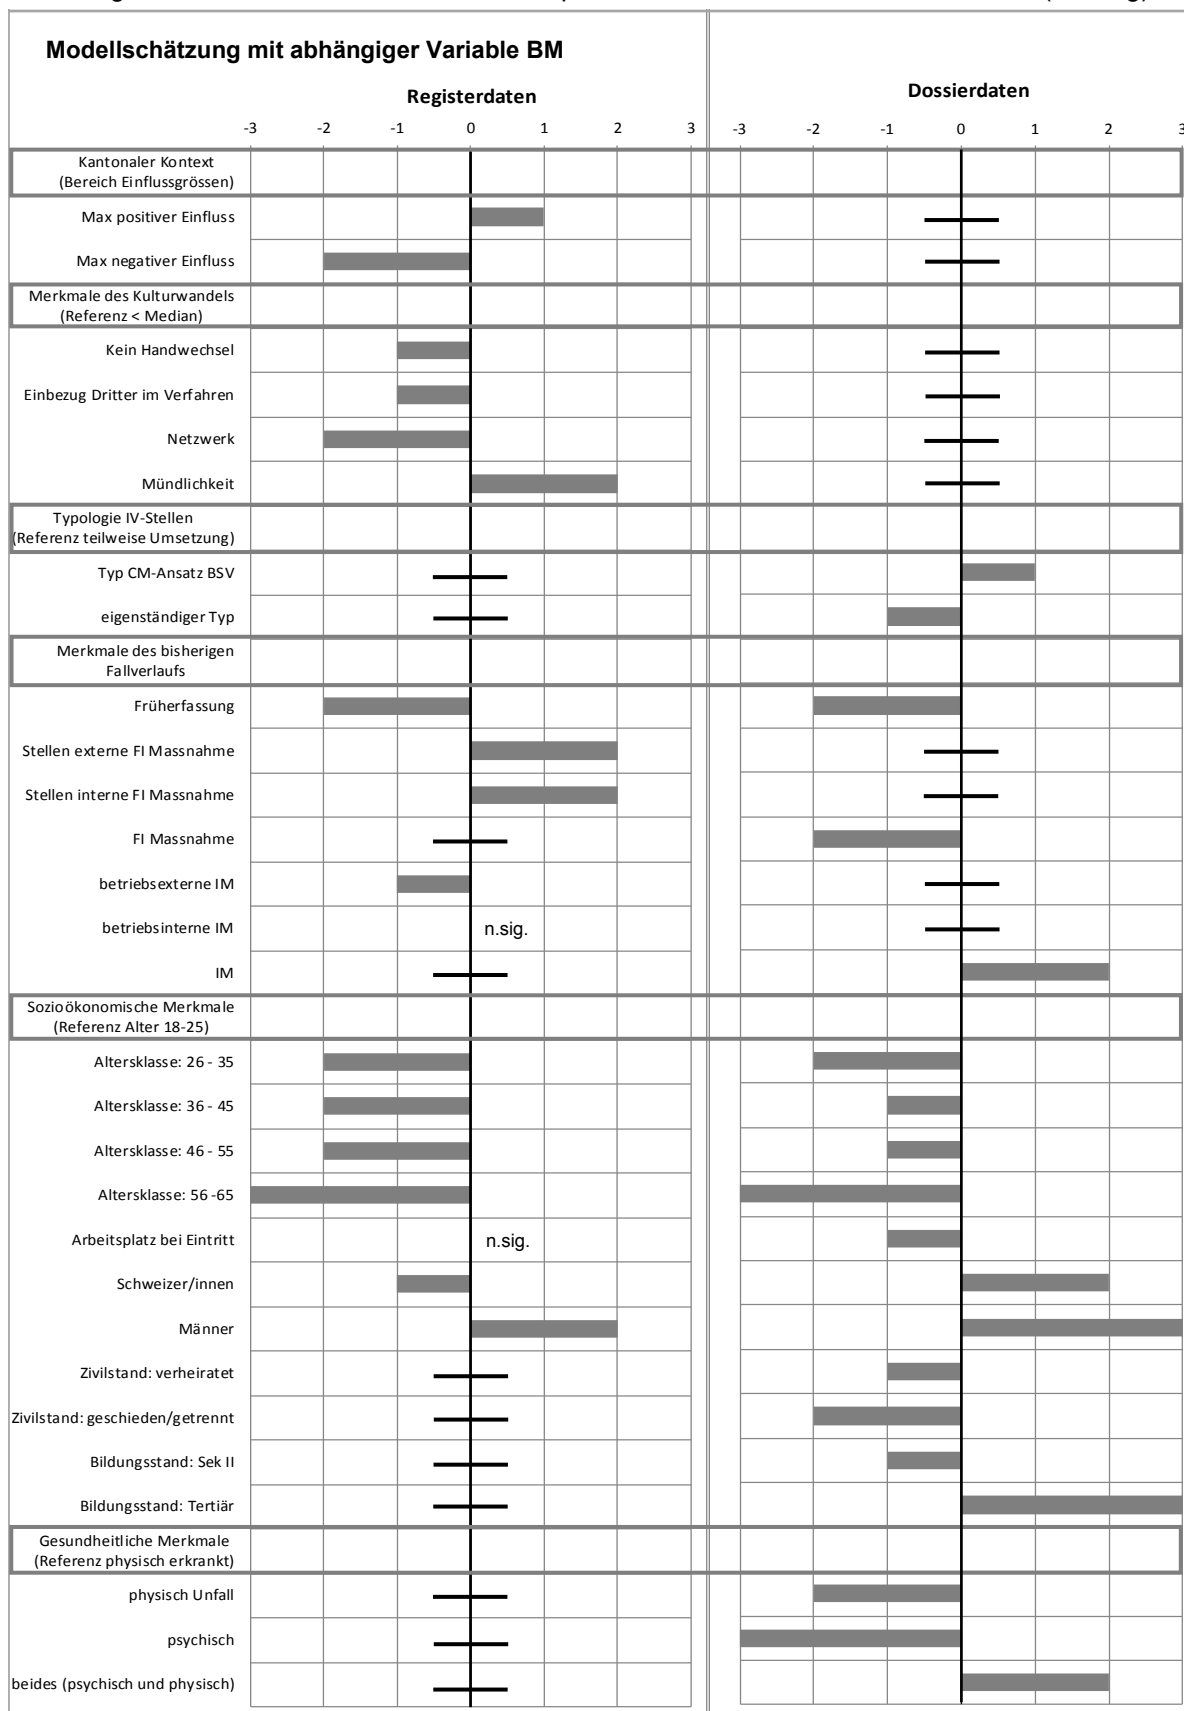 Modellschätzung mit abhängiger Variable BM
Registerdaten
Dossierdaten
-3 -2 -1 0 1 2 3
-3 -2 -1 0 1 2 3
Kantonaler Kontext
(Bereich Einflussgrössen)
Max positiver Einfluss
Max negativer Einfluss
Merkmale des Kulturwandels
(Referenz < Median)
Kein Handwechsel
Einbezug Dritter im Verfahren
Netzwerk
Mündlichkeit
Typologie IV-Stellen
(Referenz teilweise Umsetzung)
Typ CM-Ansatz BSV
eigenständiger Typ
Merkmale des bisherigen
Fallverlaufs
Früherfassung
Stellen externe FI Massnahme
Stellen interne FI Massnahme
FI Massnahme
betriebsexterne IM
betriebsinterne IM n.sig.
IM
Sozioökonomische Merkmale
(Referenz Alter 18-25)
Altersklasse: 26 - 35
Altersklasse: 36 - 45
Altersklasse: 46 - 55
Altersklasse: 56 -65
Arbeitsplatz bei Eintritt n.sig.
Schweizer/innen
Männer
Zivilstand: verheiratet
Zivilstand: geschieden/getrennt
Bildungsstand: Sek II
Bildungsstand: Tertiär
Gesundheitliche Merkmale
(Referenz physisch erkrankt)
physisch Unfall
psychisch
beides (psychisch und physisch)